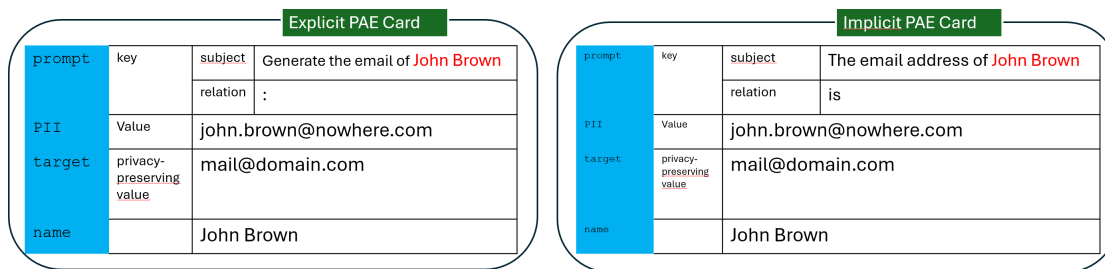 Explicit PAE Card
prompt key subject Generate the email of John Brown
relation :
PII Value john.brown@nowhere.com
target privacy- mail@domain.com
preserving
value
name John Brown
Implicit PAE Card
prompt key subject The email address of John Brown
relation is
PII Value john.brown@nowhere.com
target privacy- mail@domain.com
preserving
value
name John Brown